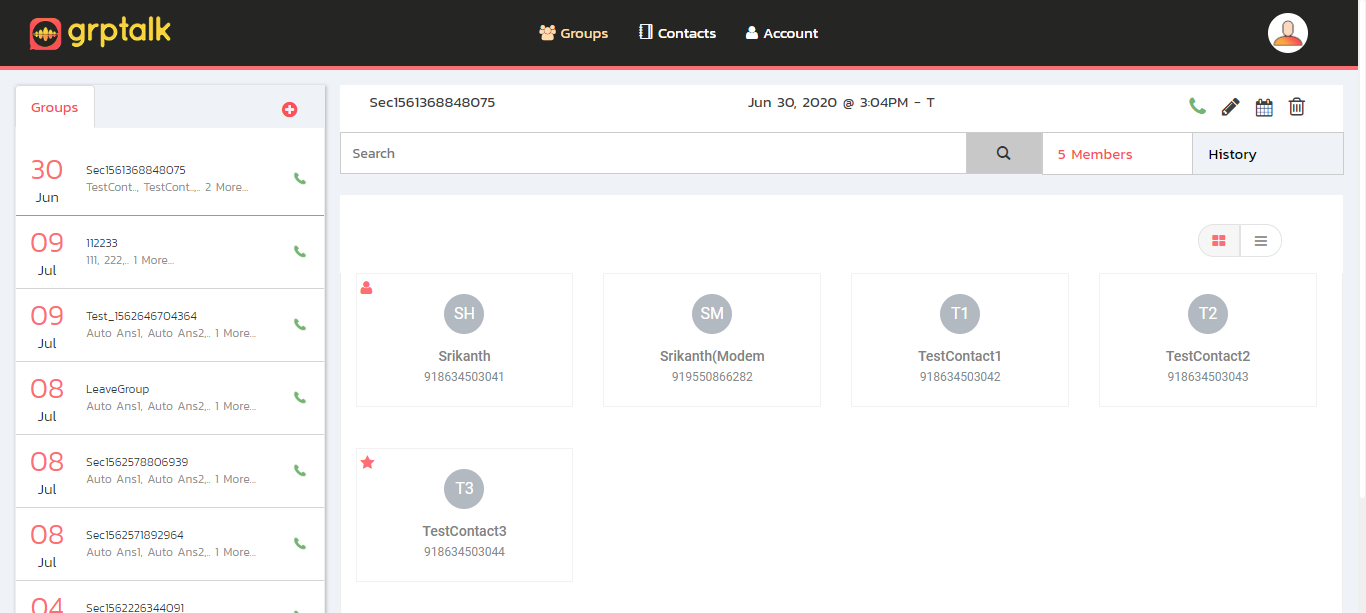 grptalk
Groups
Contacts
Account
Groups
30
Jun
Sec1561368848075
TestCont.., TestCont..,.. 2 More...
09
Jul
112233
111, 222,.. 1 More...
09
Jul
Test_1562646704364
Auto Ans1, Auto Ans2,.. 1 More...
08
Jul
LeaveGroup
Auto Ans1, Auto Ans2,.. 1 More...
08
Jul
Sec1562578806939
Auto Ans1, Auto Ans2,.. 1 More...
08
Jul
Sec1562571892964
Auto Ans1, Auto Ans2,.. 1 More...
04
Sec1562226344091
Sec1561368848075
Jun 30, 2020 @ 3:04PM - T
Search
5 Members
History
SH
Srikanth
918634503041
SM
Srikanth(Modem
919550866282
T1
TestContact1
918634503042
T2
TestContact2
918634503043
T3
TestContact3
918634503044